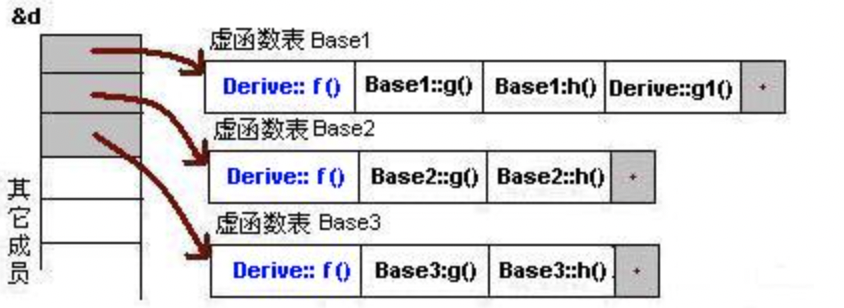 &d
虚函数表 Base1
Derive:: f() Base1::g() Base1:h() Derive::g1()
虚函数表 Base2
Derive:: f() Base2::g() Base2::h()
虚函数表 Base3
Derive:: f() Base3:g() Base3::h().
其它成员